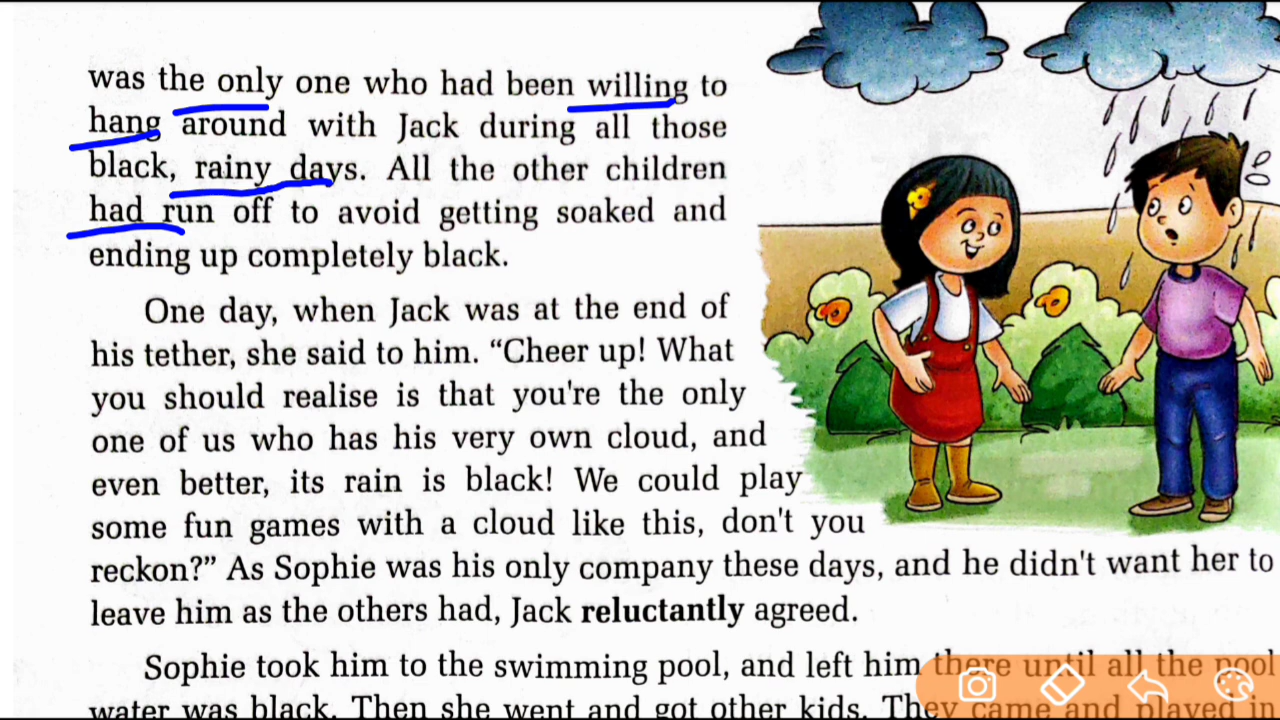 was the only one who had been willing to
hang around with Jack during all those
black, rainy days. All the other children
had run off to avoid getting soaked and
ending up completely black.
One day, when Jack was at the end of
his tether, she said to him. “Cheer up! What
you should realise is that you're the only
one of us who has his very own cloud, and
even better, its rain is black! We could play
some fun games with a cloud like this, don't you
reckon?” As Sophie was his only company these days, and he didn't want her to
leave him as the others had, Jack reluctantly agreed.
Sophie took him to the swimming pool, and left him there until all the pool
water was black. Then she went and got other kids. They came and played in